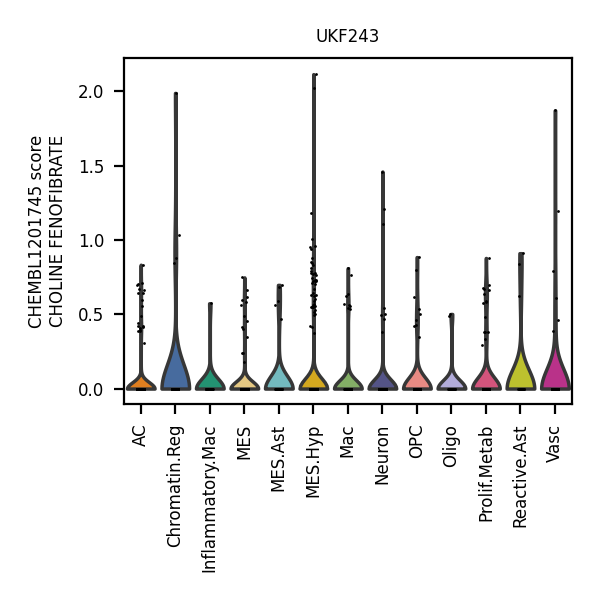 UKF243
CHEMBL1201745 score
CHOLINE FENOFIBRATE
2.0
1.5
1.0
0.5
0.0
AC
Chromatin.Reg
Inflammatory.Mac
MES
MES.Ast
MES.Hyp
Mac
Neuron
OPC
Oligo
Prolif.Metab
Reactive.Ast
Vasc